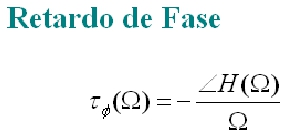 Retardo de Fase
τ_ϕ(Ω) = − ∠H(Ω) / Ω